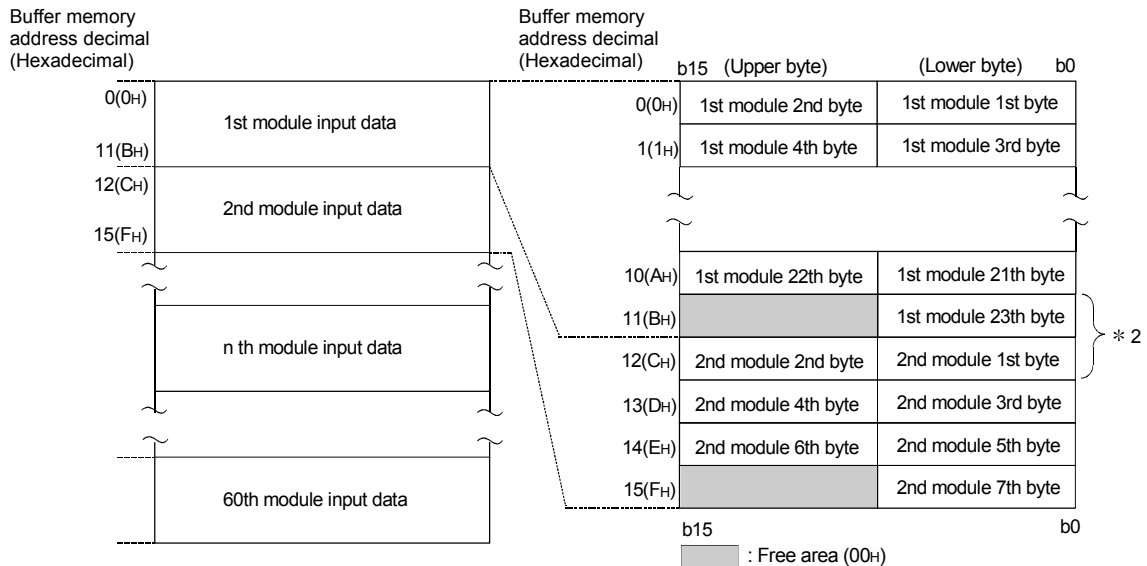 Buffer memory
address decimal
(Hexadecimal)
0(0H)
11(BH)
12(CH)
15(FH)
1st module input data
2nd module input data
n th module input data
60th module input data
Buffer memory
address decimal
(Hexadecimal)
b15 (Upper byte) (Lower byte) b0
0(0H) 1st module 2nd byte 1st module 1st byte
1(1H) 1st module 4th byte 1st module 3rd byte
10(AH) 1st module 22th byte 1st module 21th byte
11(BH) 1st module 23th byte
12(CH) 2nd module 2nd byte 2nd module 1st byte
13(DH) 2nd module 4th byte 2nd module 3rd byte
14(EH) 2nd module 6th byte 2nd module 5th byte
15(FH) 2nd module 7th byte
＊2
b15 b0
: Free area (00H)